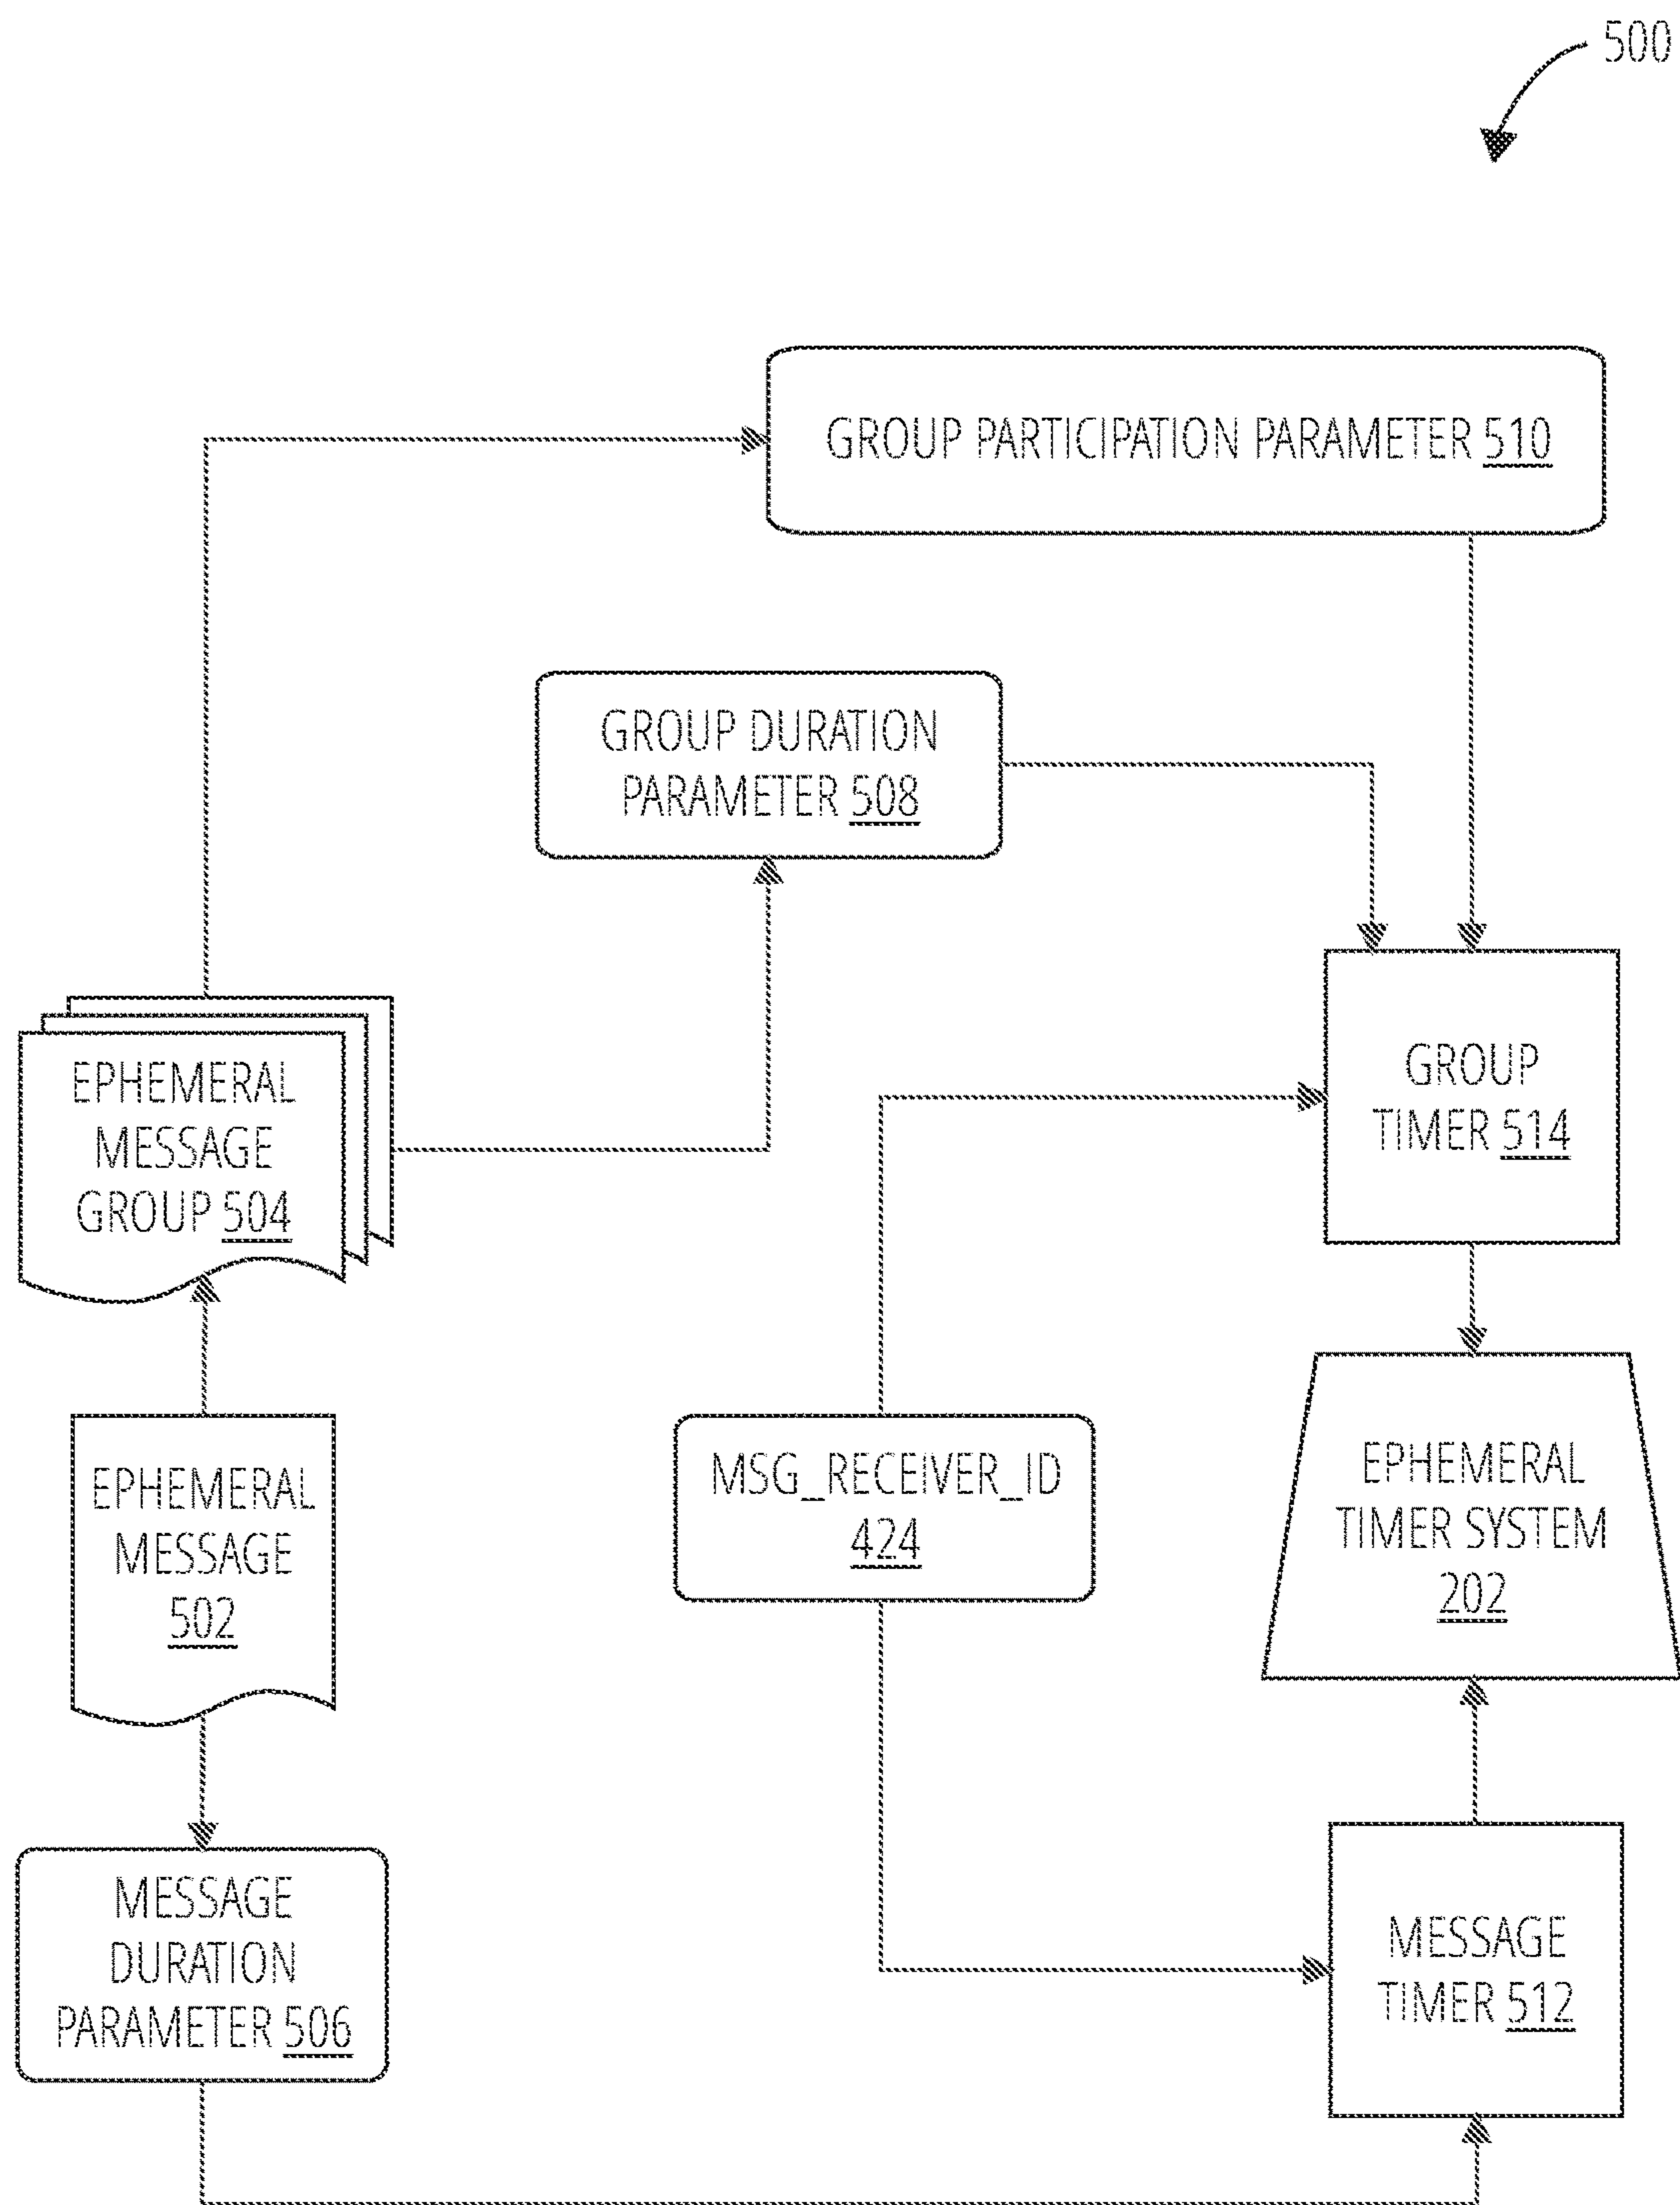 500
GROUP PARTICIPATION PARAMETER 510
GROUP DURATION
PARAMETER 508
EPHEMERAL
MESSAGE
GROUP 504
GROUP
TIMER 514
EPHEMERAL
MESSAGE
502
MSG_RECEIVER_ID
424
EPHEMERAL
TIMER SYSTEM
202
MESSAGE
DURATION
PARAMETER 506
MESSAGE
TIMER 512